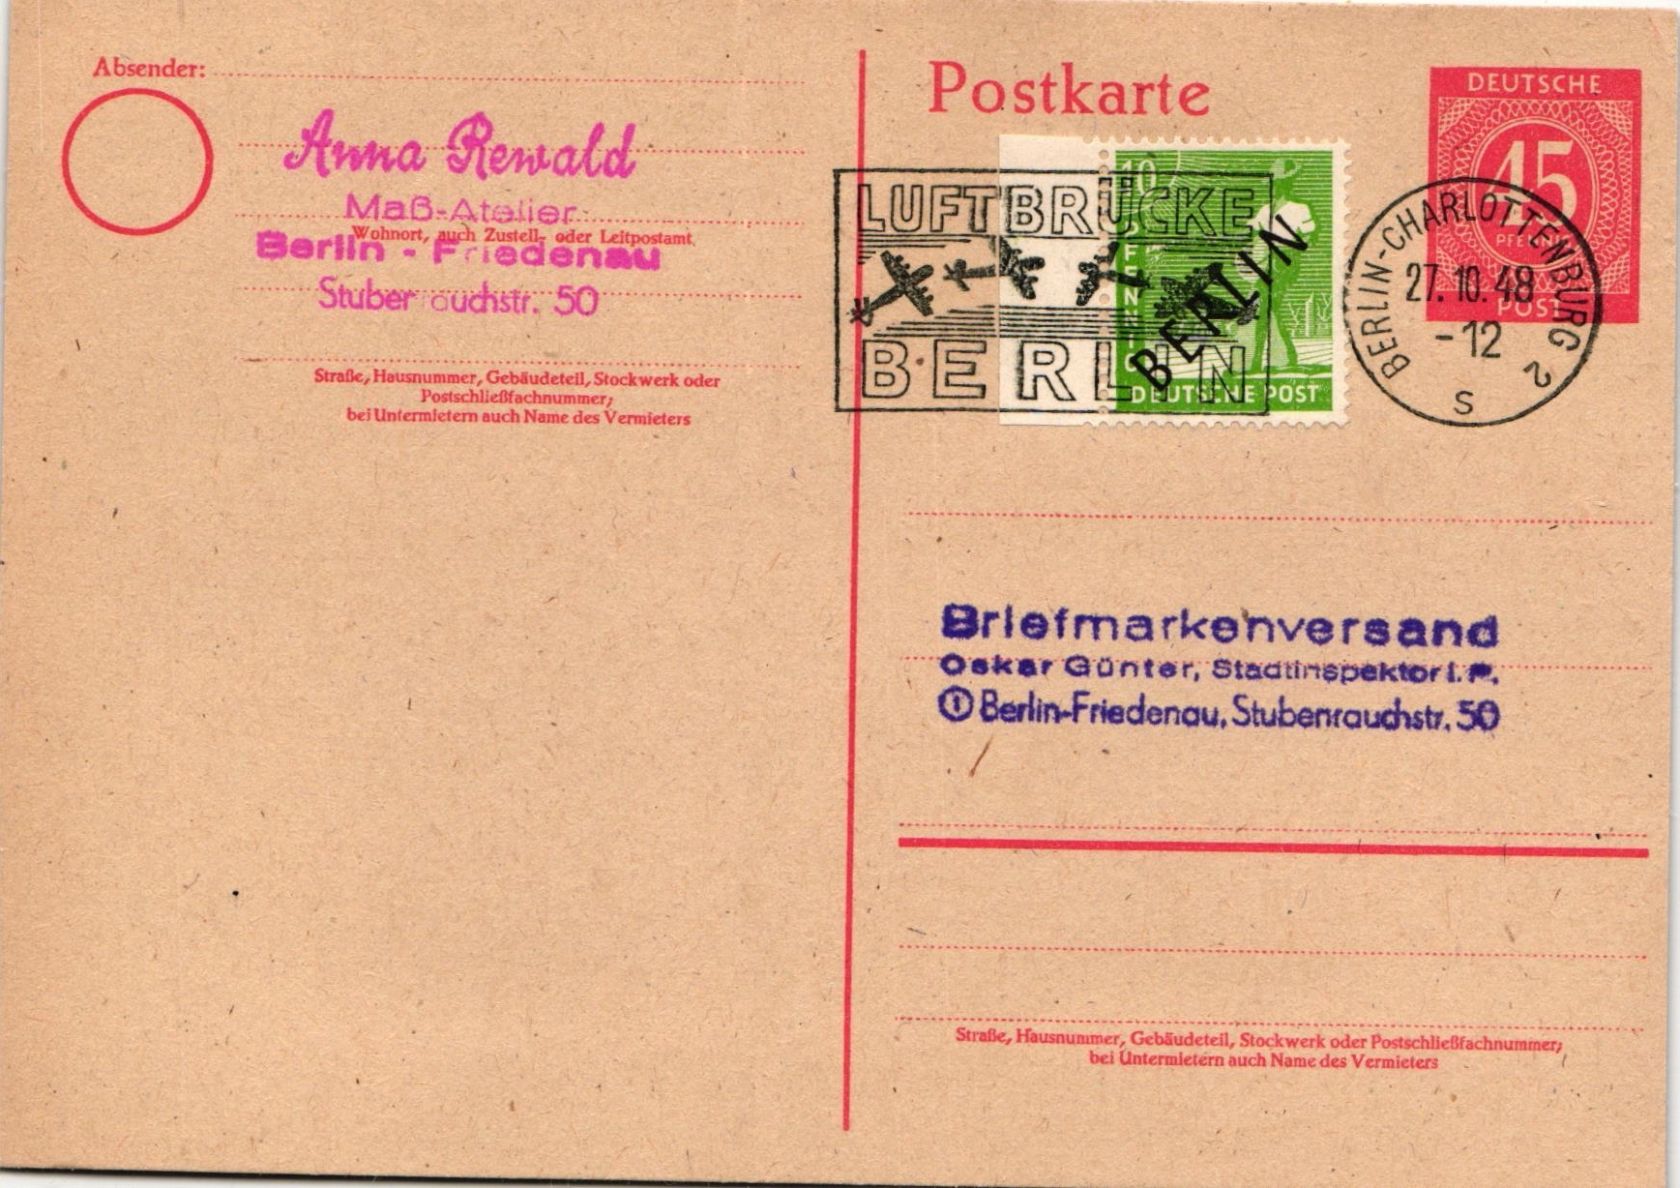 Absender:
Anna Rewald
Maß-Atelier
Wohnort, auch Zustell- oder Leitpostamt
Berlin - Friedenau
Stuber rauchstr. 50
Straße, Hausnummer, Gebäudeteil, Stockwerk oder
Postschließfachnummer;
bei Untermietern auch Name des Vermieters
Postkarte
LUFTBRÜCKE
BERLIN
10
PFENNIG
BERLIN
DEUTSCHE POST
DEUTSCHE
45
PFENNIG
POST
BERLIN-CHARLOTTENBURG 2
27.10.48
-12
S
Briefmarkenversand
Oskar Günter, Stadtinspektor i. P.
① Berlin-Friedenau, Stubenrauchstr. 50
Straße, Hausnummer, Gebäudeteil, Stockwerk oder Postschließfachnummer;
bei Untermietern auch Name des Vermieters